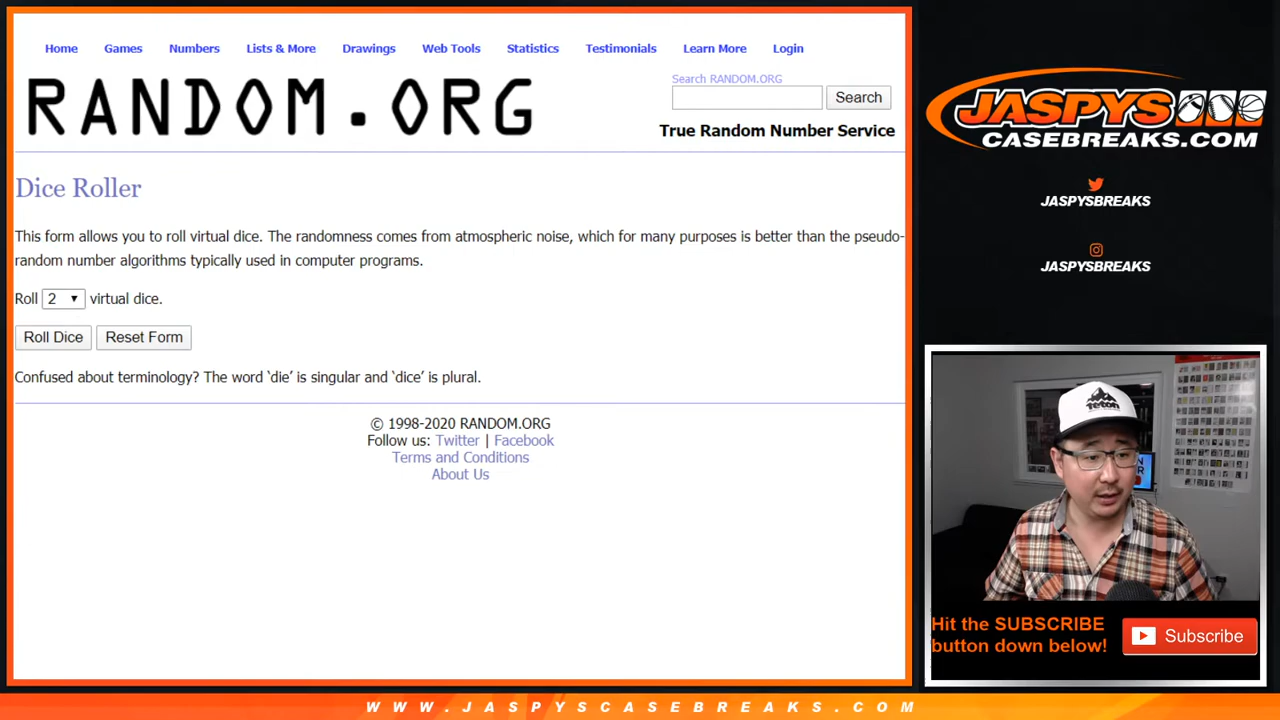 Home Games Numbers Lists & More Drawings Web Tools Statistics Testimonials Learn More Login
RANDOM.ORG
Search RANDOM.ORG
Search
True Random Number Service
Dice Roller
This form allows you to roll virtual dice. The randomness comes from atmospheric noise, which for many purposes is better than the pseudo-
random number algorithms typically used in computer programs.
Roll 2 virtual dice.
Roll Dice Reset Form
Confused about terminology? The word ‘die’ is singular and ‘dice’ is plural.
© 1998-2020 RANDOM.ORG
Follow us: Twitter | Facebook
Terms and Conditions
About Us
JASPYS
CASEBREAKS.COM
JASPYSBREAKS
JASPYSBREAKS
TETON
Hit the SUBSCRIBE
button down below!
Subscribe
WWW.JASPYSCASEBREAKS.COM